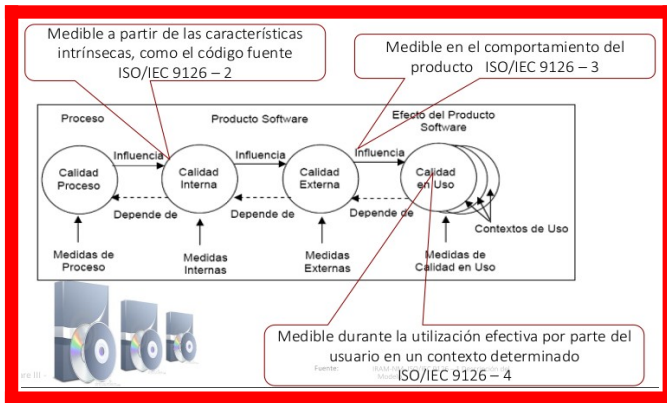 Medible a partir de las características
intrínsecas, como el código fuente
ISO/IEC 9126 – 2
Medible en el comportamiento del
producto ISO/IEC 9126 – 3
Proceso
Producto Software
Efecto del Producto
Software
Influencia
Influencia
Influencia
Calidad
Proceso
Calidad
Interna
Calidad
Externa
Calidad
en Uso
Depende de
Depende de
Depende de
Contextos de Uso
Medidas de
Proceso
Medidas
Internas
Medidas
Externas
Medidas de
Calidad en Uso
Medible durante la utilización efectiva por parte del
usuario en un contexto determinado
ISO/IEC 9126 – 4
Fuente: